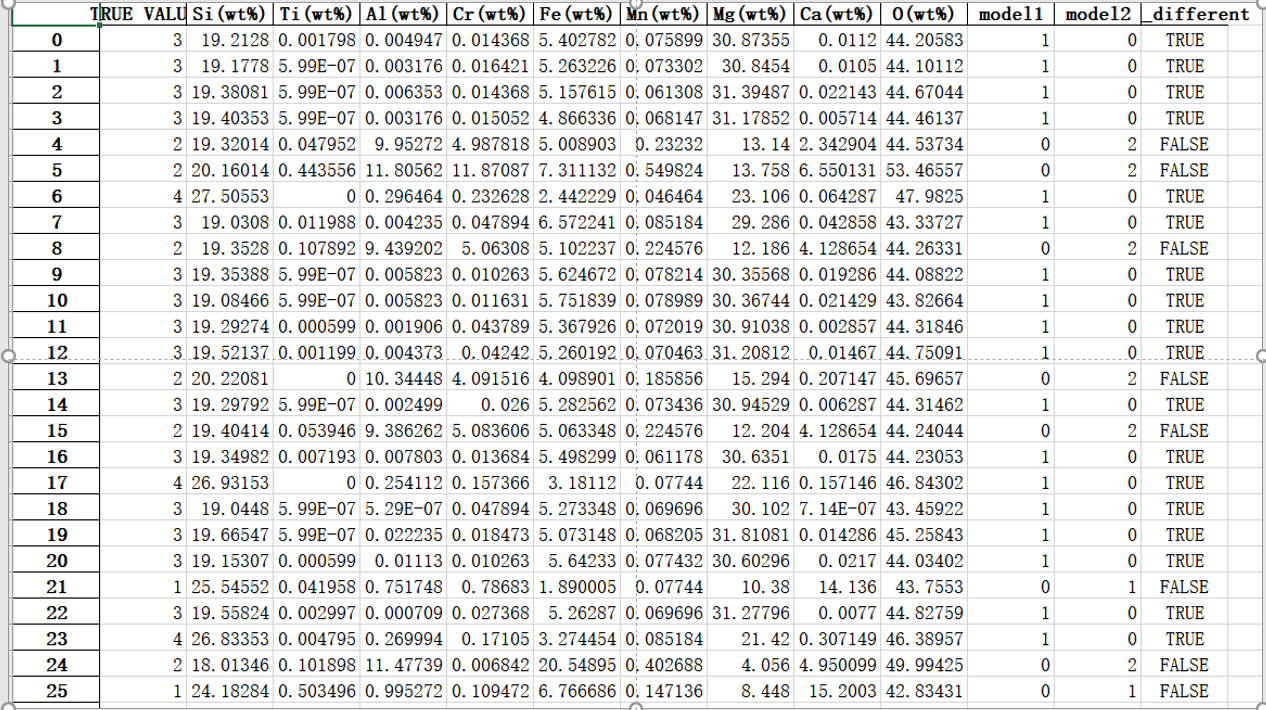 TRUE VALU Si(wt%) Ti(wt%) Al(wt%) Cr(wt%) Fe(wt%) Mn(wt%) Mg(wt%) Ca(wt%) O(wt%) model1 model2 _different
0 3 19.2128 0.001798 0.004947 0.014368 5.402782 0.075899 30.87355 0.0112 44.20583 1 0 TRUE
1 3 19.1778 5.99E-07 0.003176 0.016421 5.263226 0.073302 30.8454 0.0105 44.10112 1 0 TRUE
2 3 19.38081 5.99E-07 0.006353 0.014368 5.157615 0.061308 31.39487 0.022143 44.67044 1 0 TRUE
3 3 19.40353 5.99E-07 0.003176 0.015052 4.866336 0.068147 31.17852 0.005714 44.46137 1 0 TRUE
4 2 19.32014 0.047952 9.95272 4.987818 5.008903 0.23232 13.14 2.342904 44.53734 0 2 FALSE
5 2 20.16014 0.443556 11.80562 11.87087 7.311132 0.549824 13.758 6.550131 53.46557 0 2 FALSE
6 4 27.50553 0 0.296464 0.232628 2.442229 0.046464 23.106 0.064287 47.9825 1 0 TRUE
7 3 19.0308 0.011988 0.004235 0.047894 6.572241 0.085184 29.286 0.042858 43.33727 1 0 TRUE
8 2 19.3528 0.107892 9.439202 5.06308 5.102237 0.224576 12.186 4.128654 44.26331 0 2 FALSE
9 3 19.35388 5.99E-07 0.005823 0.010263 5.624672 0.078214 30.35568 0.019286 44.08822 1 0 TRUE
10 3 19.08466 5.99E-07 0.005823 0.011631 5.751839 0.078989 30.36744 0.021429 43.82664 1 0 TRUE
11 3 19.29274 0.000599 0.001906 0.043789 5.367926 0.072019 30.91038 0.002857 44.31846 1 0 TRUE
12 3 19.52137 0.001199 0.004373 0.04242 5.260192 0.070463 31.20812 0.01467 44.75091 1 0 TRUE
13 2 20.22081 0 10.34448 4.091516 4.098901 0.185856 15.294 0.207147 45.69657 0 2 FALSE
14 3 19.29792 5.99E-07 0.002499 0.026 5.282562 0.073436 30.94529 0.006287 44.31462 1 0 TRUE
15 2 19.40414 0.053946 9.386262 5.083606 5.063348 0.224576 12.204 4.128654 44.24044 0 2 FALSE
16 3 19.34982 0.007193 0.007803 0.013684 5.498299 0.061178 30.6351 0.0175 44.23053 1 0 TRUE
17 4 26.93153 0 0.254112 0.157366 3.18112 0.07744 22.116 0.157146 46.84302 1 0 TRUE
18 3 19.0448 5.99E-07 5.29E-07 0.047894 5.273348 0.069696 30.102 7.14E-07 43.45922 1 0 TRUE
19 3 19.66547 5.99E-07 0.022235 0.018473 5.073148 0.068205 31.81081 0.014286 45.25843 1 0 TRUE
20 3 19.15307 0.000599 0.01113 0.010263 5.64233 0.077432 30.60296 0.0217 44.03402 1 0 TRUE
21 1 25.54552 0.041958 0.751748 0.78683 1.890005 0.07744 10.38 14.136 43.7553 0 1 FALSE
22 3 19.55824 0.002997 0.000709 0.027368 5.26287 0.069696 31.27796 0.0077 44.82759 1 0 TRUE
23 4 26.83353 0.004795 0.269994 0.17105 3.274454 0.085184 21.42 0.307149 46.38957 1 0 TRUE
24 2 18.01346 0.101898 11.47739 0.006842 20.54895 0.402688 4.056 4.950099 49.99425 0 2 FALSE
25 1 24.18284 0.503496 0.995272 0.109472 6.766686 0.147136 8.448 15.2003 42.83431 0 1 FALSE